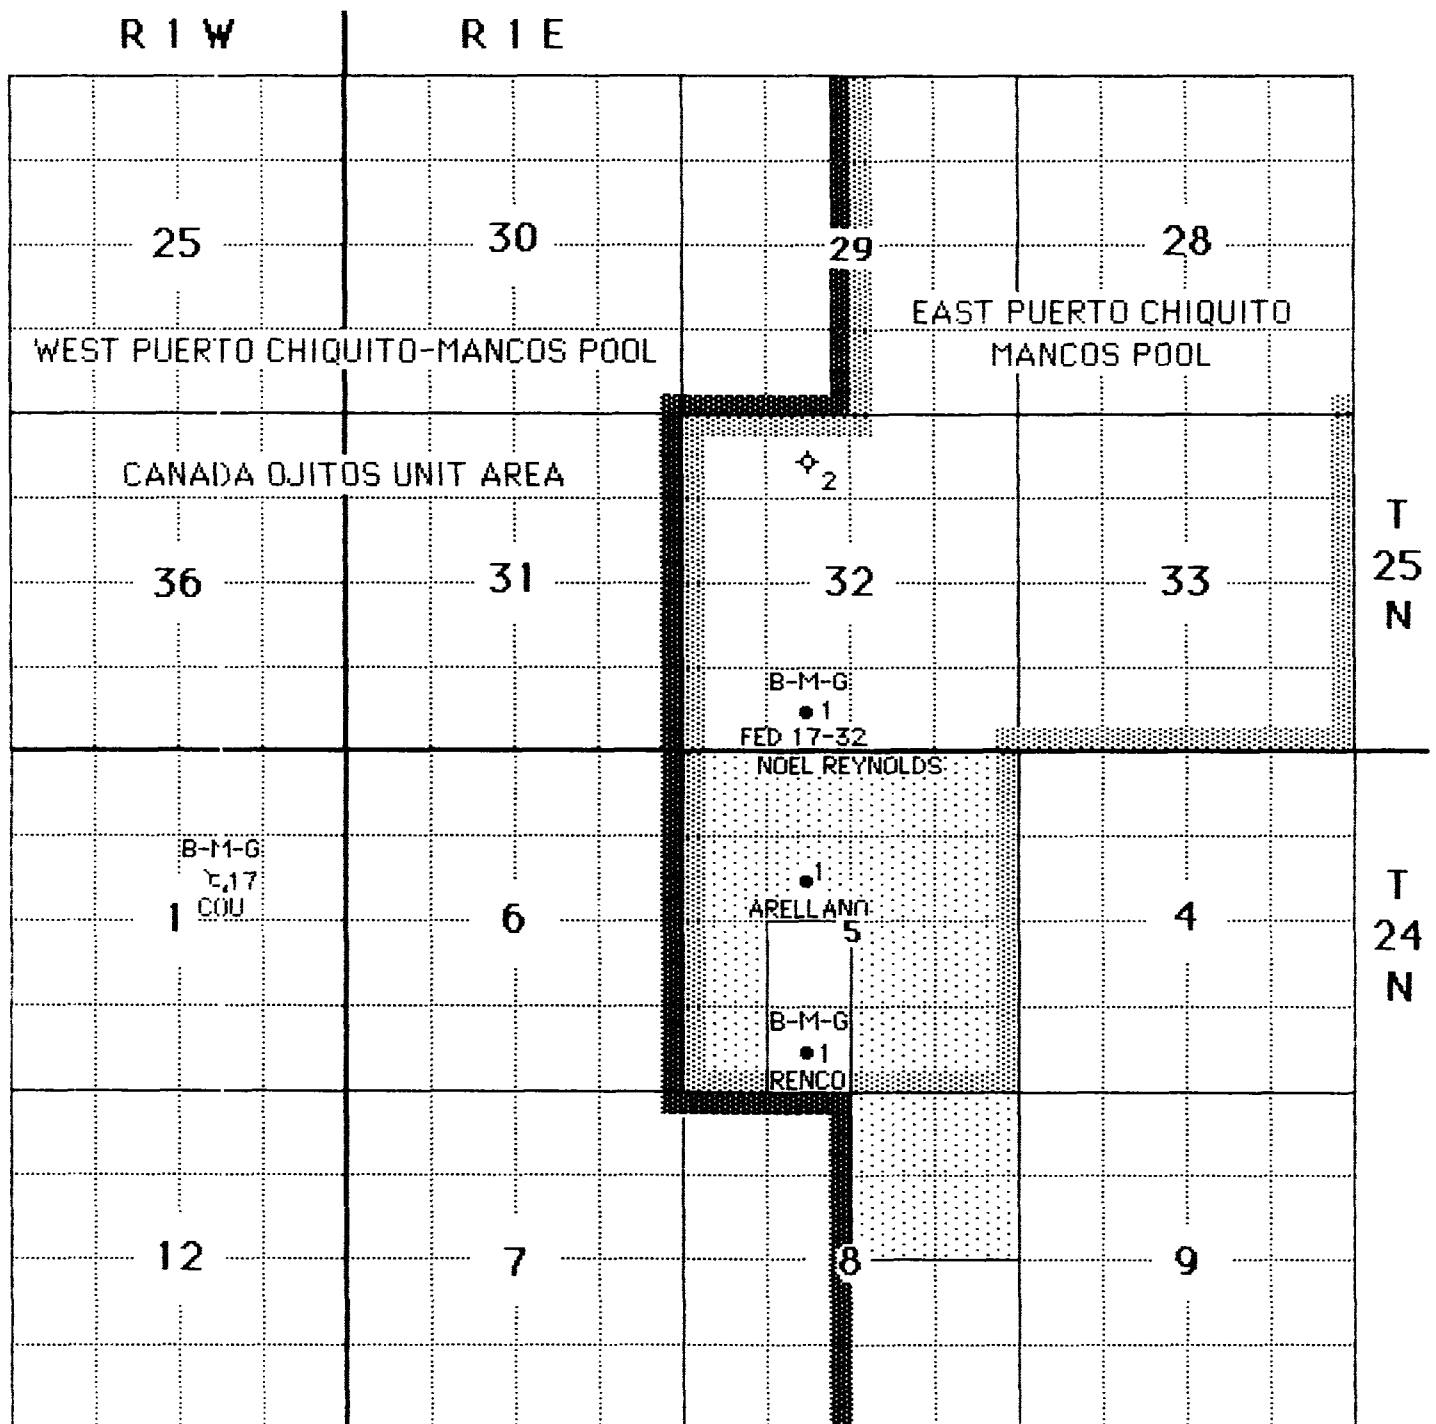 R 1 W
R 1 E
25
30
29
28
EAST PUERTO CHIQUITO
MANCOS POOL
WEST PUERTO CHIQUITO-MANCOS POOL
CANADA OJITOS UNIT AREA
2
T
25
N
36
31
32
33
B-M-G
1
FED 17-32
NOEL REYNOLDS
B-M-G
17
COU
1
6
1
ARELLANO
5
4
T
24
N
B-M-G
1
RENCO
12
7
8
9